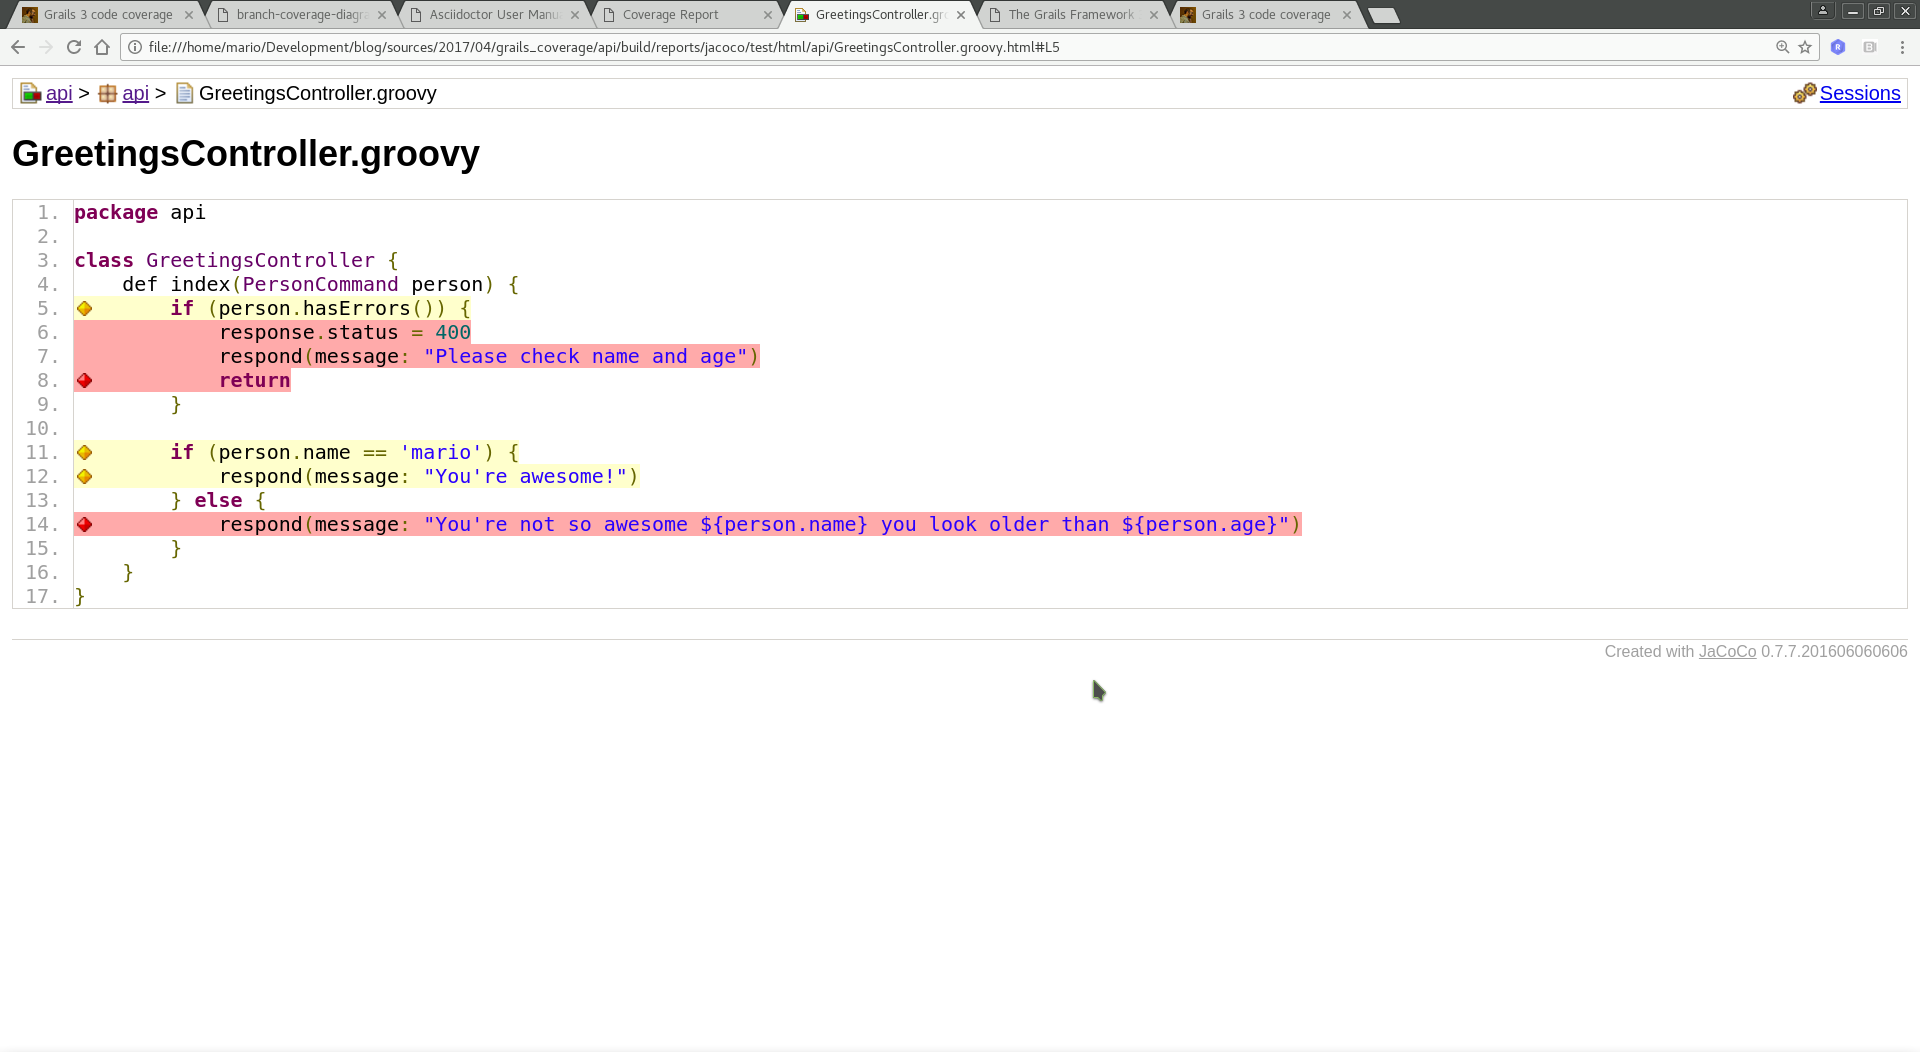 Grails 3 code coverage
branch-coverage-diagra
Asciidoctor User Manu
Coverage Report
GreetingsController.gr
The Grails Framework
Grails 3 code coverage
file:///home/mario/Development/blog/sources/2017/04/grails_coverage/api/build/reports/jacoco/test/html/api/GreetingsController.groovy.html#L5
api > api > GreetingsController.groovy
Sessions
GreetingsController.groovy
1. package api
2.
3. class GreetingsController {
4. def index(PersonCommand person) {
5. if (person.hasErrors()) {
6. response.status = 400
7. respond(message: "Please check name and age")
8. return
9. }
10.
11. if (person.name == 'mario') {
12. respond(message: "You're awesome!")
13. } else {
14. respond(message: "You're not so awesome ${person.name} you look older than ${person.age}")
15. }
16. }
17. }
Created with JaCoCo 0.7.7.201606060606